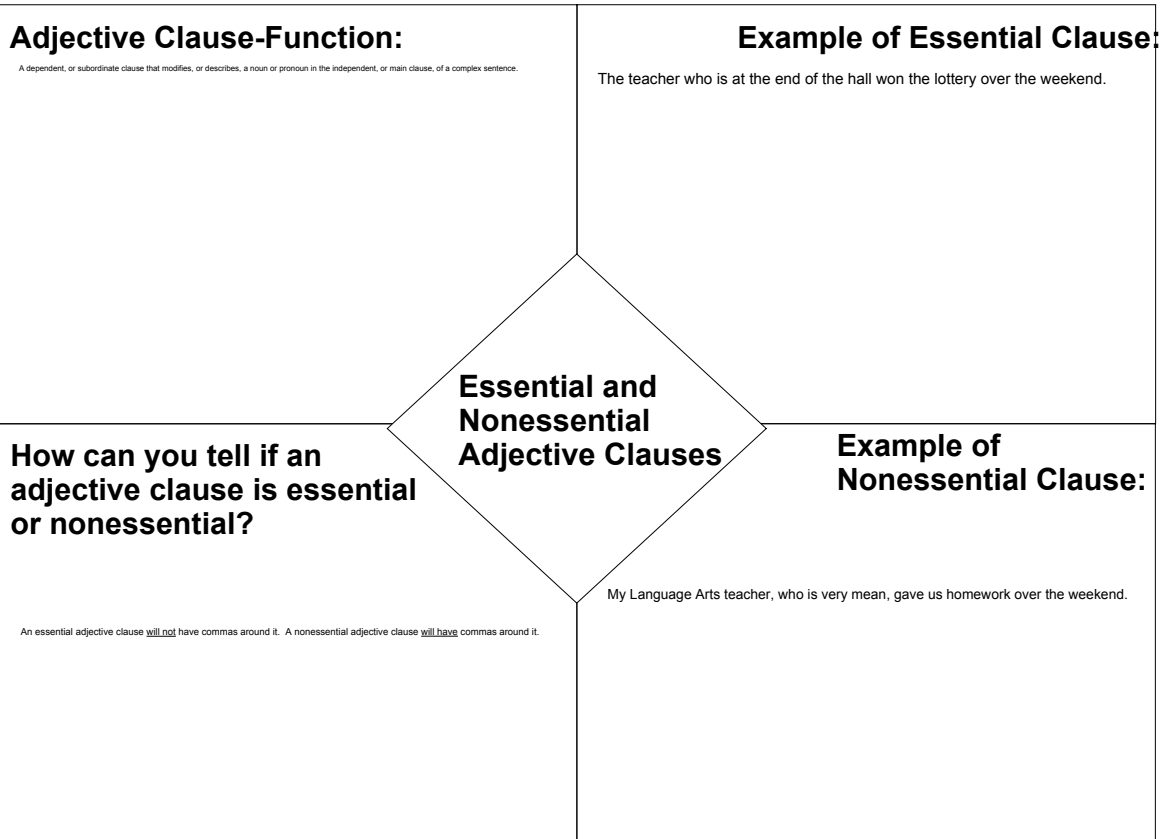 Adjective Clause-Function:
A dependent, or subordinate clause that modifies, or describes, a noun or pronoun in the independent, or main clause, of a complex sentence.
Example of Essential Clause:
The teacher who is at the end of the hall won the lottery over the weekend.
Essential and
Nonessential
Adjective Clauses
How can you tell if an
adjective clause is essential
or nonessential?
An essential adjective clause will not have commas around it.  A nonessential adjective clause will have commas around it.
Example of
Nonessential Clause:
My Language Arts teacher, who is very mean, gave us homework over the weekend.